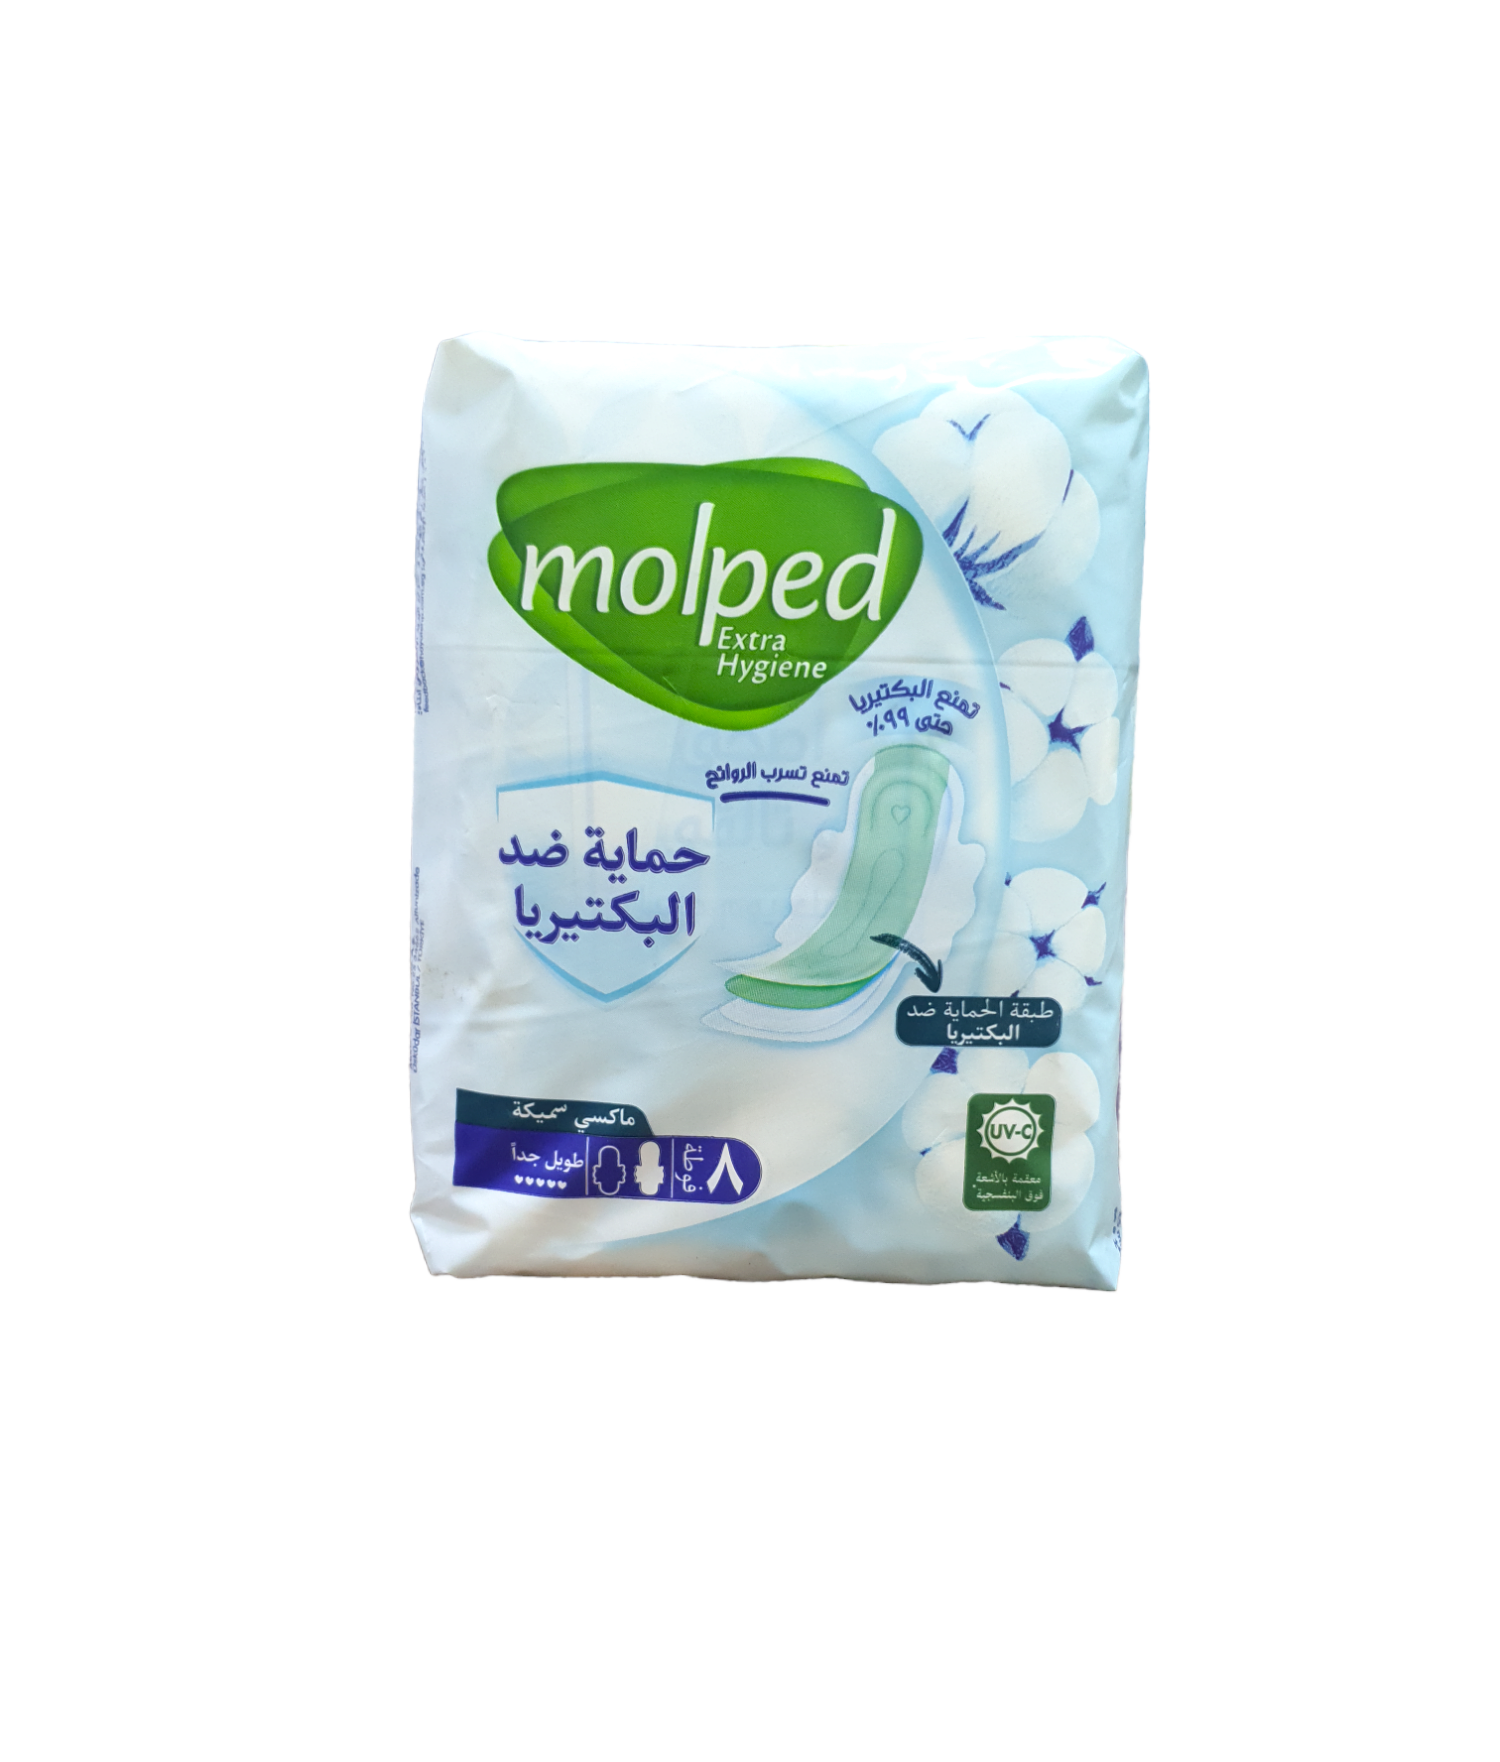 molped
Extra
Hygiene
تمنع البكتيريا
حتى ٩٩٪
تمنع تسرب الروائح
حماية ضد
البكتيريا
طبقة الحماية ضد
البكتيريا
ماكسي سميكة
٨ فوطة
طويل جداً
UV-C
معقمة بالأشعة
فوق البنفسجية*